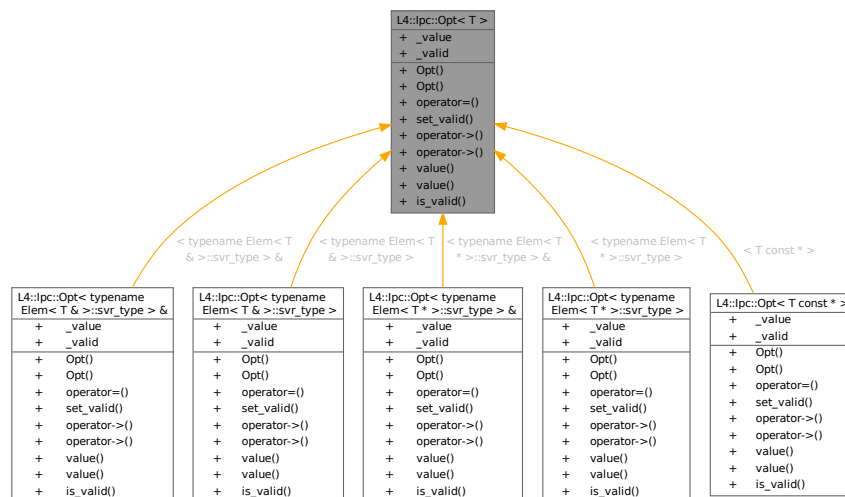 L4::Ipc::Opt< T >
+ _value
+ _valid
+ Opt()
+ Opt()
+ operator=()
+ set_valid()
+ operator->()
+ operator->()
+ value()
+ value()
+ is_valid()
< typename Elem< T
& >::svr_type > &
< typename Elem< T
& >::svr_type >
< typename Elem< T
* >::svr_type > &
< typename Elem< T
* >::svr_type >
< T const * >
L4::Ipc::Opt< typename
Elem< T & >::svr_type > &
+ _value
+ _valid
+ Opt()
+ Opt()
+ operator=()
+ set_valid()
+ operator->()
+ operator->()
+ value()
+ value()
+ is_valid()
L4::Ipc::Opt< typename
Elem< T & >::svr_type >
+ _value
+ _valid
+ Opt()
+ Opt()
+ operator=()
+ set_valid()
+ operator->()
+ operator->()
+ value()
+ value()
+ is_valid()
L4::Ipc::Opt< typename
Elem< T * >::svr_type > &
+ _value
+ _valid
+ Opt()
+ Opt()
+ operator=()
+ set_valid()
+ operator->()
+ operator->()
+ value()
+ value()
+ is_valid()
L4::Ipc::Opt< typename
Elem< T * >::svr_type >
+ _value
+ _valid
+ Opt()
+ Opt()
+ operator=()
+ set_valid()
+ operator->()
+ operator->()
+ value()
+ value()
+ is_valid()
L4::Ipc::Opt< T const * >
+ _value
+ _valid
+ Opt()
+ Opt()
+ operator=()
+ set_valid()
+ operator->()
+ operator->()
+ value()
+ value()
+ is_valid()